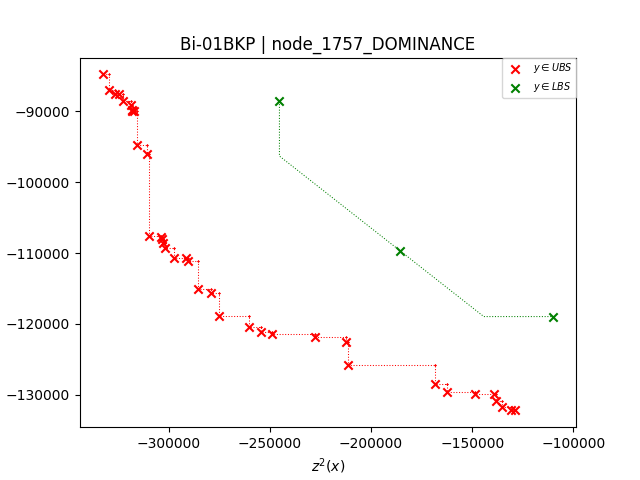 Bi-01BKP | node_1757_DOMINANCE
y ∈ UBS
y ∈ LBS
−90000
−100000
−110000
−120000
−130000
−300000 −250000 −200000 −150000 −100000
z²(x)